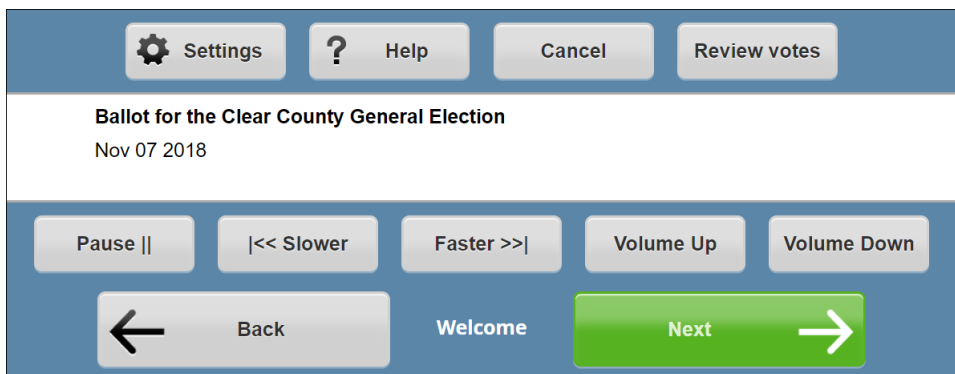 Settings ? Help Cancel Review votes
Ballot for the Clear County General Election
Nov 07 2018
Pause || |<< Slower Faster >>| Volume Up Volume Down
Back Welcome Next